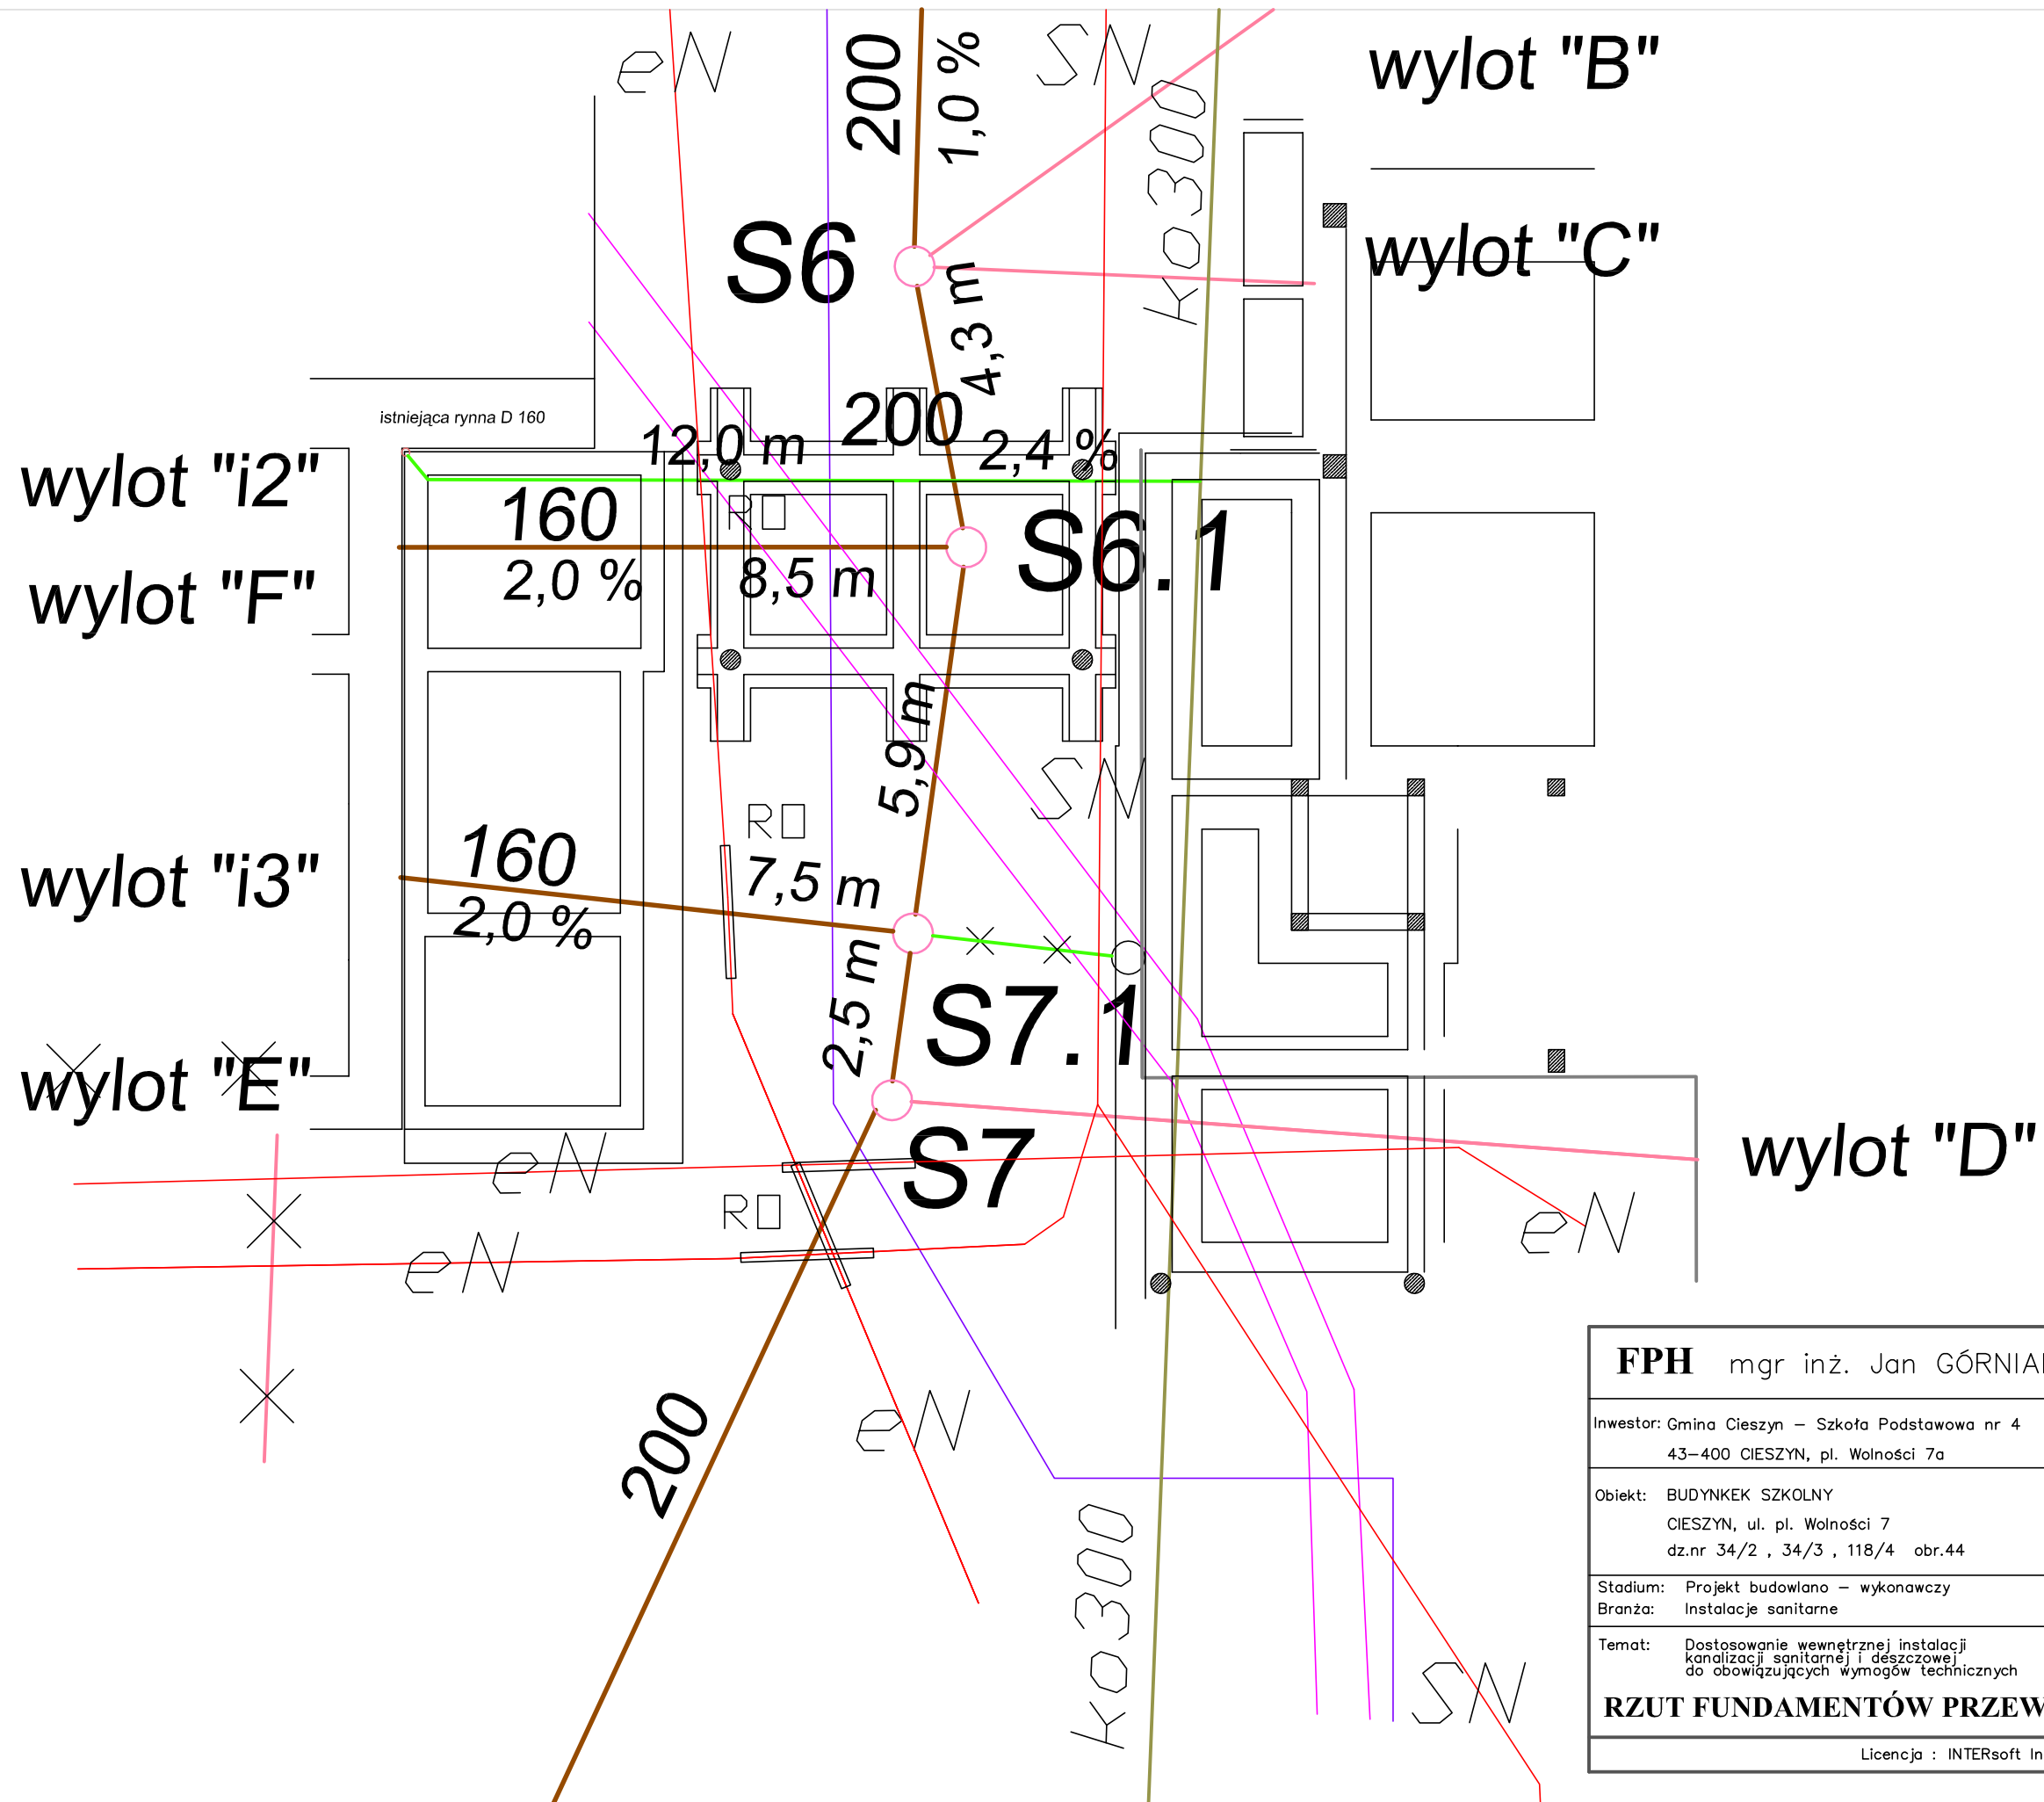 eN
200
1,0 %
SN
wylot "B"
ko300
S6
wylot "C"
4,3 m
istniejąca rynna D 160
12,0 m
200
2,4 %
wylot "i2"
160
RO
S6.1
2,0 %
8,5 m
wylot "F"
5,9 m
SN
RO
160
7,5 m
wylot "i3"
2,0 %
2,5 m
S7.1
wylot "E"
S7
wylot "D"
eN
RO
eN
eN
200
eN
ko300
SN
FPH mgr inż. Jan GÓRNIA
Inwestor: Gmina Cieszyn – Szkoła Podstawowa nr 4
43–400 CIESZYN, pl. Wolności 7a
Obiekt: BUDYNKEK SZKOLNY
CIESZYN, ul. pl. Wolności 7
dz.nr 34/2 , 34/3 , 118/4 obr.44
Stadium: Projekt budowlano – wykonawczy
Branża: Instalacje sanitarne
Temat: Dostosowanie wewnętrznej instalacji
kanalizacji sanitarnej i deszczowej
do obowiązujących wymogów technicznych
RZUT FUNDAMENTÓW PRZEW
Licencja : INTERsoft In